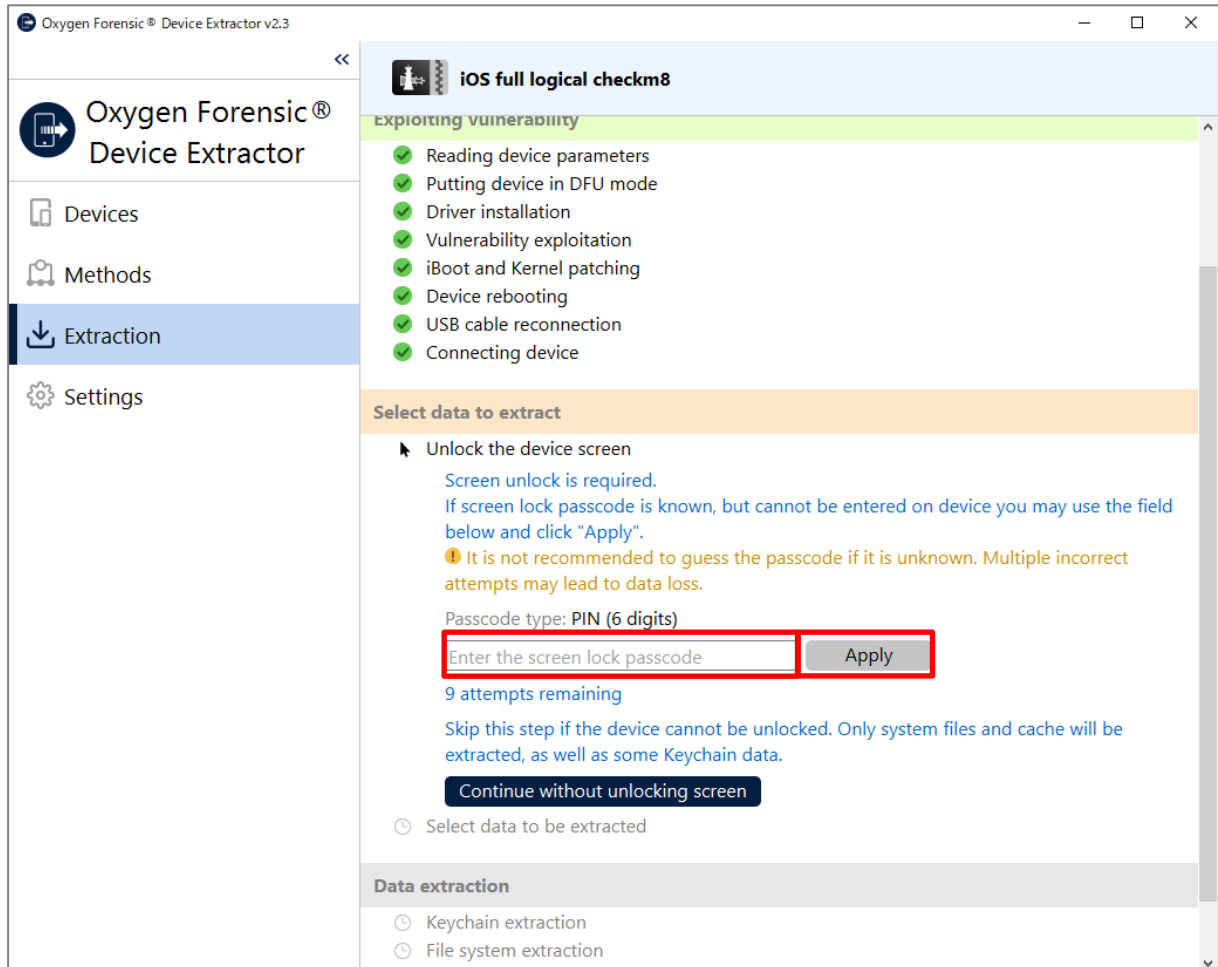 Oxygen Forensic® Device Extractor v2.3
Oxygen Forensic®
Device Extractor
Devices
Methods
Extraction
Settings
iOS full logical checkm8
Exploiting vulnerability
Reading device parameters
Putting device in DFU mode
Driver installation
Vulnerability exploitation
iBoot and Kernel patching
Device rebooting
USB cable reconnection
Connecting device
Select data to extract
Unlock the device screen
Screen unlock is required.
If screen lock passcode is known, but cannot be entered on device you may use the field
below and click "Apply".
It is not recommended to guess the passcode if it is unknown. Multiple incorrect
attempts may lead to data loss.
Passcode type: PIN (6 digits)
Enter the screen lock passcode
Apply
9 attempts remaining
Skip this step if the device cannot be unlocked. Only system files and cache will be
extracted, as well as some Keychain data.
Continue without unlocking screen
Select data to be extracted
Data extraction
Keychain extraction
File system extraction